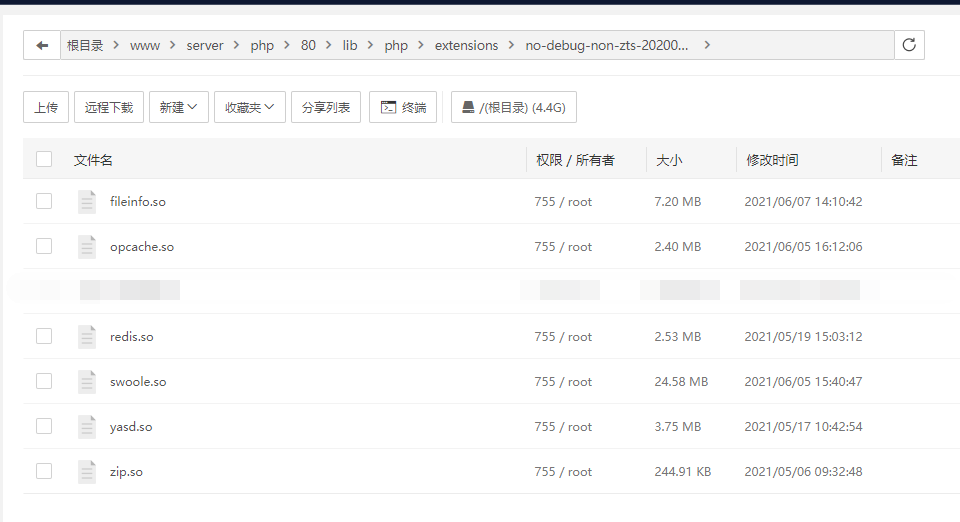 根目录 www server php 80 lib php extensions no-debug-non-zts-20200...
上传 远程下载 新建 收藏夹 分享列表 终端 /(根目录) (4.4G)
文件名 权限 / 所有者 大小 修改时间 备注
fileinfo.so 755 / root 7.20 MB 2021/06/07 14:10:42
opcache.so 755 / root 2.40 MB 2021/06/05 16:12:06
redis.so 755 / root 2.53 MB 2021/05/19 15:03:12
swoole.so 755 / root 24.58 MB 2021/06/05 15:40:47
yasd.so 755 / root 3.75 MB 2021/05/17 10:42:54
zip.so 755 / root 244.91 KB 2021/05/06 09:32:48